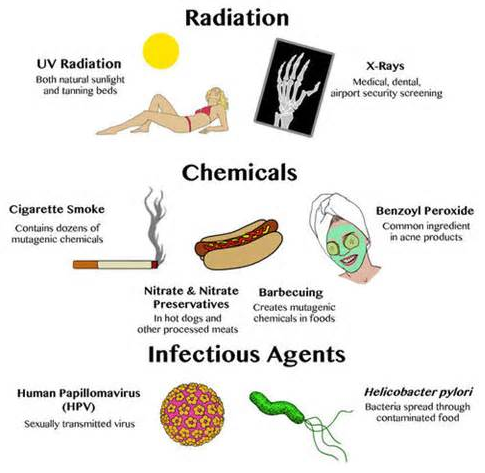 Radiation
UV Radiation
Both natural sunlight
and tanning beds
X-Rays
Medical, dental,
airport security screening
Chemicals
Cigarette Smoke
Contains dozens of
mutagenic chemicals
Benzoyl Peroxide
Common ingredient
in acne products
Nitrate & Nitrate
Preservatives
In hot dogs and
other processed meats
Barbecuing
Creates mutagenic
chemicals in foods
Infectious Agents
Human Papillomavirus
(HPV)
Sexually transmitted virus
Helicobacter pylori
Bacteria spread through
contaminated food